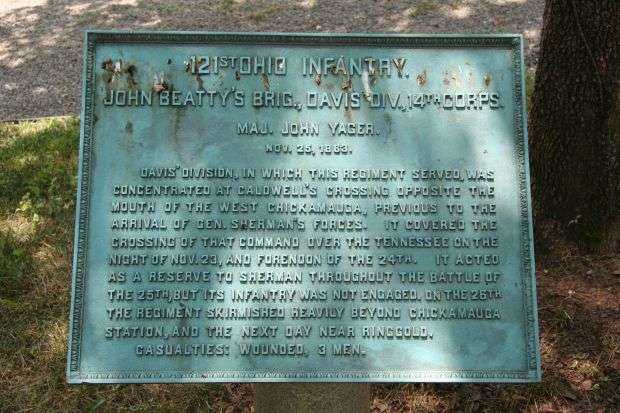 121ST OHIO INFANTRY.
JOHN BEATTY'S BRIG., DAVIS' DIV., 14TH CORPS.
MAJ. JOHN YAGER.
NOV. 25, 1863.
DAVIS' DIVISION, IN WHICH THIS REGIMENT SERVED, WAS
CONCENTRATED AT CALDWELL'S CROSSING OPPOSITE THE
MOUTH OF THE WEST CHICKAMAUGA, PREVIOUS TO THE
ARRIVAL OF GEN. SHERMAN'S FORCES. IT COVERED THE
CROSSING OF THAT COMMAND OVER THE TENNESSEE ON THE
NIGHT OF NOV. 23, AND FORENOON OF THE 24TH. IT ACTED
AS A RESERVE TO SHERMAN THROUGHOUT THE BATTLE OF
THE 25TH, BUT ITS INFANTRY WAS NOT ENGAGED. ON THE 26TH
THE REGIMENT SKIRMISHED HEAVILY BEYOND CHICKAMAUGA
STATION, AND THE NEXT DAY NEAR RINGGOLD.
CASUALTIES: WOUNDED, 3 MEN.